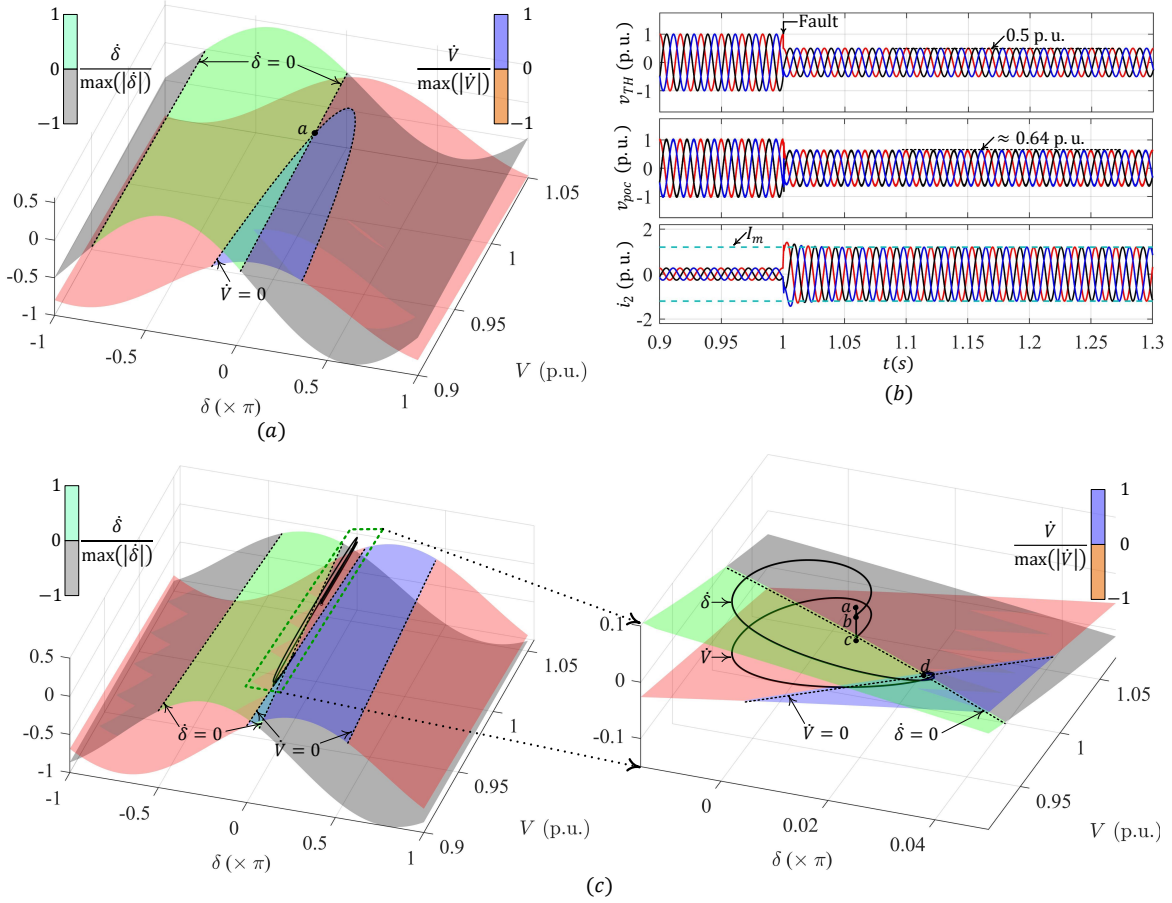 1
0
−1
δ̇
max(|δ̇|)
δ̇ = 0
V̇
max(|V̇|)
1
0
−1
a
V̇ = 0
0.5
0
-0.5
-1
-1
-0.5
0
0.5
1
δ (× π)
0.9
0.95
1
1.05
V (p.u.)
(a)
Fault
0.5 p. u.
v_TH (p. u.)
1
0
-1
≈ 0.64 p. u.
v_poc (p. u.)
1
0
-1
I_m
i_2 (p. u.)
2
0
-2
0.9 0.95 1 1.05 1.1 1.15 1.2 1.25 1.3
t(s)
(b)
1
0
−1
δ̇
max(|δ̇|)
0.5
0
-0.5
-1
δ̇ = 0
V̇ = 0
-1
-0.5
0
0.5
1
δ (× π)
0.9
0.95
1
1.05
V (p.u.)
V̇
max(|V̇|)
1
0
−1
δ̇
V̇
a
b
c
d
V̇ = 0
δ̇ = 0
0.1
0
-0.1
0
0.02
0.04
δ (× π)
0.95
1
1.05
V (p.u.)
(c)